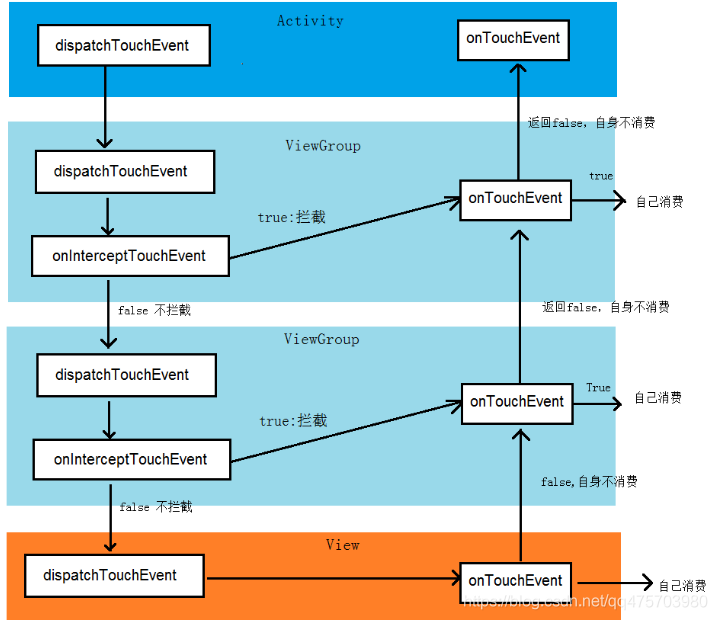 Activity
dispatchTouchEvent
onTouchEvent
返回false，自身不消费
ViewGroup
dispatchTouchEvent
true
onTouchEvent
自己消费
true:拦截
onInterceptTouchEvent
false 不拦截
返回false，自身不消费
ViewGroup
dispatchTouchEvent
True
onTouchEvent
自己消费
true:拦截
onInterceptTouchEvent
false,自身不消费
false 不拦截
View
dispatchTouchEvent
onTouchEvent
自己消费
https://blog.csdn.net/qq475703980